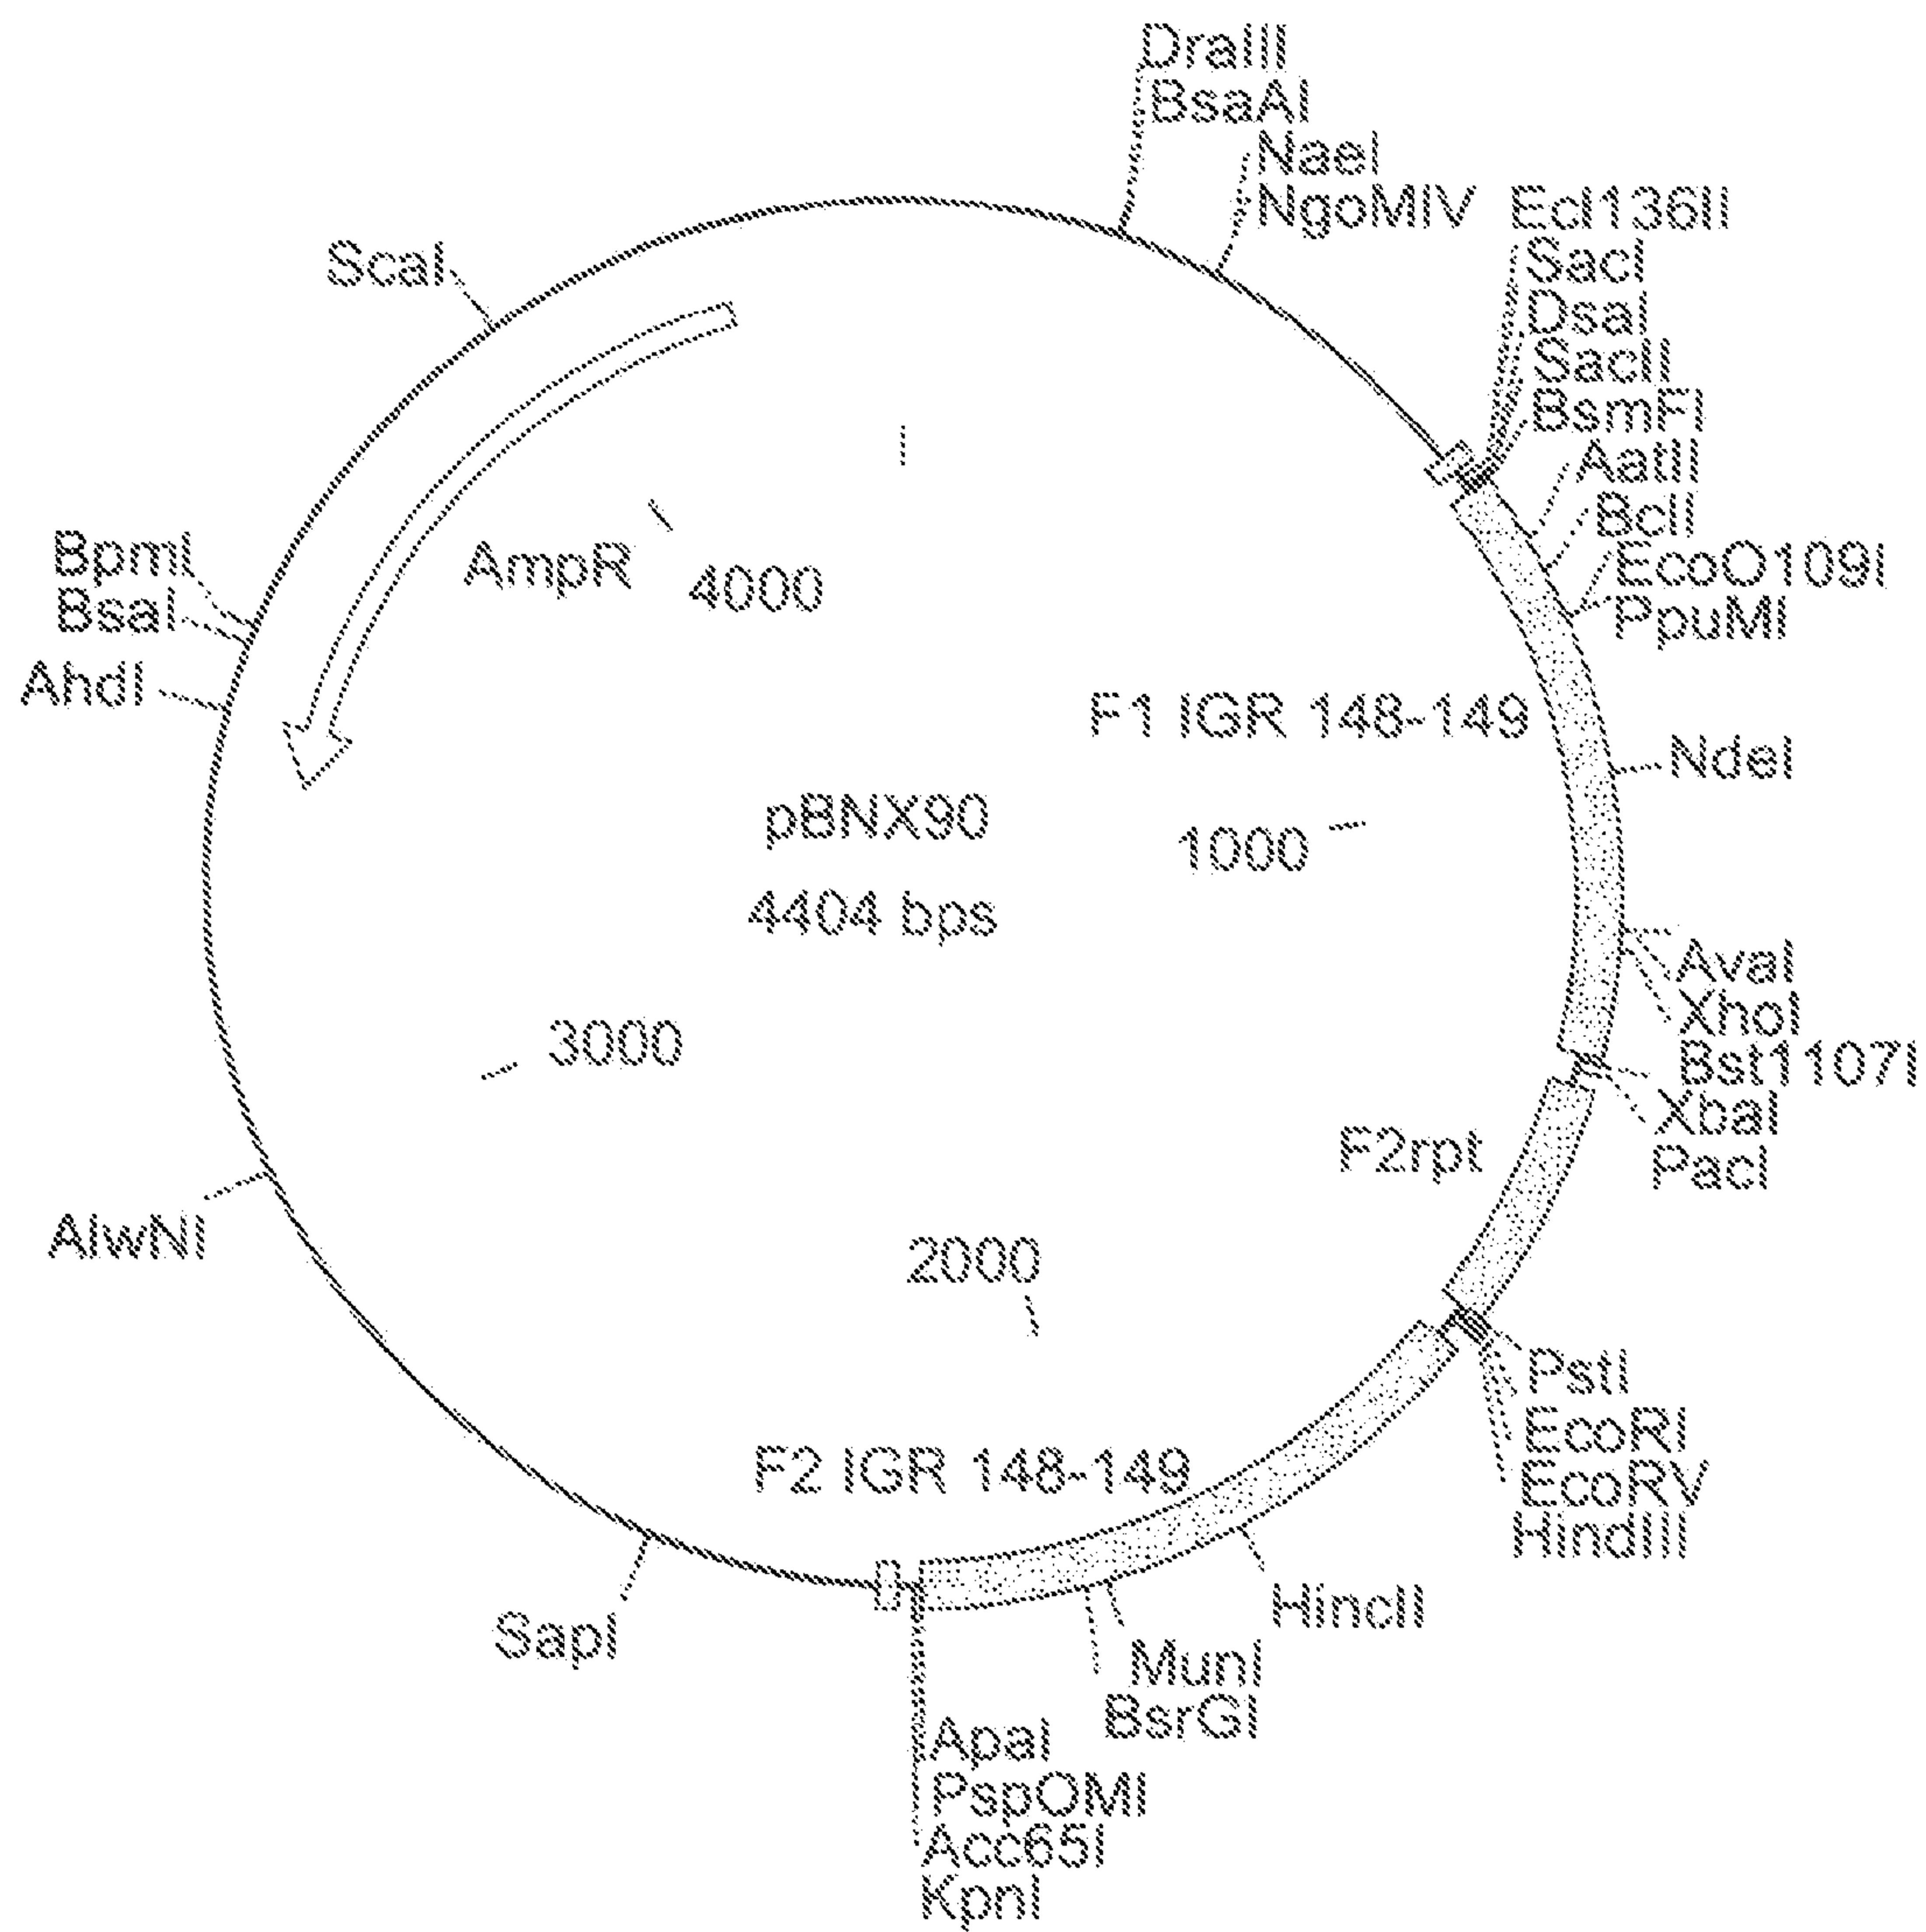 DraIII
BsaAI
NaeI
NgoMIV
Ecl136II
SacI
DsaI
SacII
BsmFI
AatII
BclI
EcoO109I
PpuMI
NdeI
AvaI
XhoI
Bst1107I
XbaI
PacI
PstI
EcoRI
EcoRV
HindIII
HincII
MunI
BsrGI
ApaI
PspOMI
Acc65I
KpnI
SapI
AlwNI
AhdI
BsaI
BpmI
ScaI
AmpR
4000
F1 IGR 148-149
1000
pBNX90
4404 bps
3000
F2rpt
2000
F2 IGR 148-149